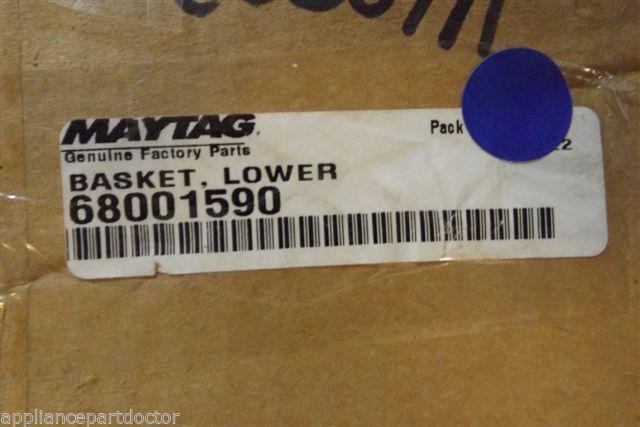 MAYTAG.
Pack
Genuine Factory Parts
BASKET, LOWER
68001590
appliancepartdoctor